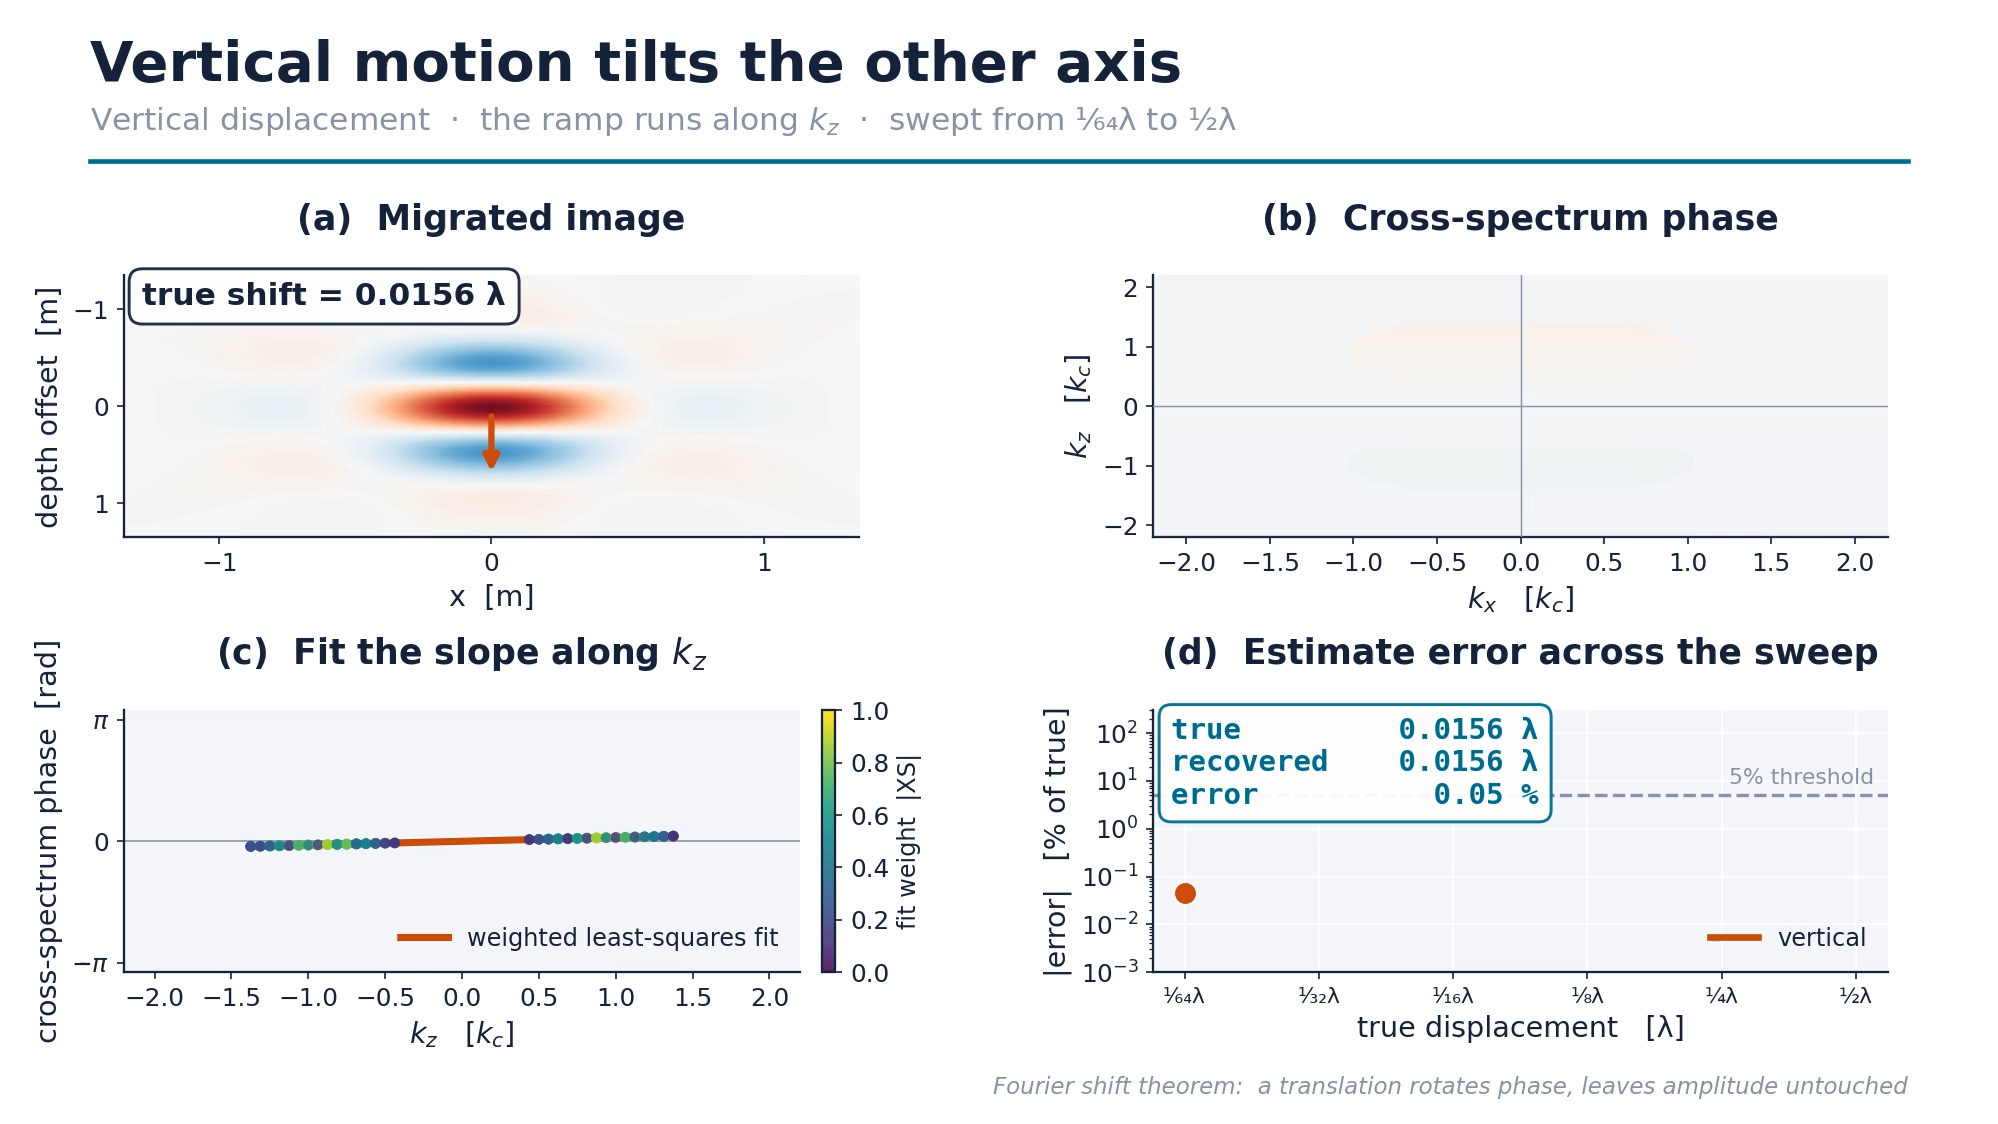 Vertical motion tilts the other axis
Vertical displacement · the ramp runs along k_z · swept from ¹⁄₆₄λ to ½λ
(a) Migrated image
true shift = 0.0156 λ
depth offset [m]
−1
0
1
−1 0 1
x [m]
(b) Cross-spectrum phase
k_z [k_c]
2
1
0
−1
−2
−2.0 −1.5 −1.0 −0.5 0.0 0.5 1.0 1.5 2.0
k_x [k_c]
(c) Fit the slope along k_z
cross-spectrum phase [rad]
π
0
−π
weighted least-squares fit
−2.0 −1.5 −1.0 −0.5 0.0 0.5 1.0 1.5 2.0
k_z [k_c]
1.0
0.8
0.6
0.4
0.2
0.0
fit weight |XS|
(d) Estimate error across the sweep
|error| [% of true]
10²
10¹
10⁰
10⁻¹
10⁻²
10⁻³
true 0.0156 λ
recovered 0.0156 λ
error 0.05 %
5% threshold
vertical
¹⁄₆₄λ ¹⁄₃₂λ ¹⁄₁₆λ ⅛λ ¼λ ½λ
true displacement [λ]
Fourier shift theorem: a translation rotates phase, leaves amplitude untouched